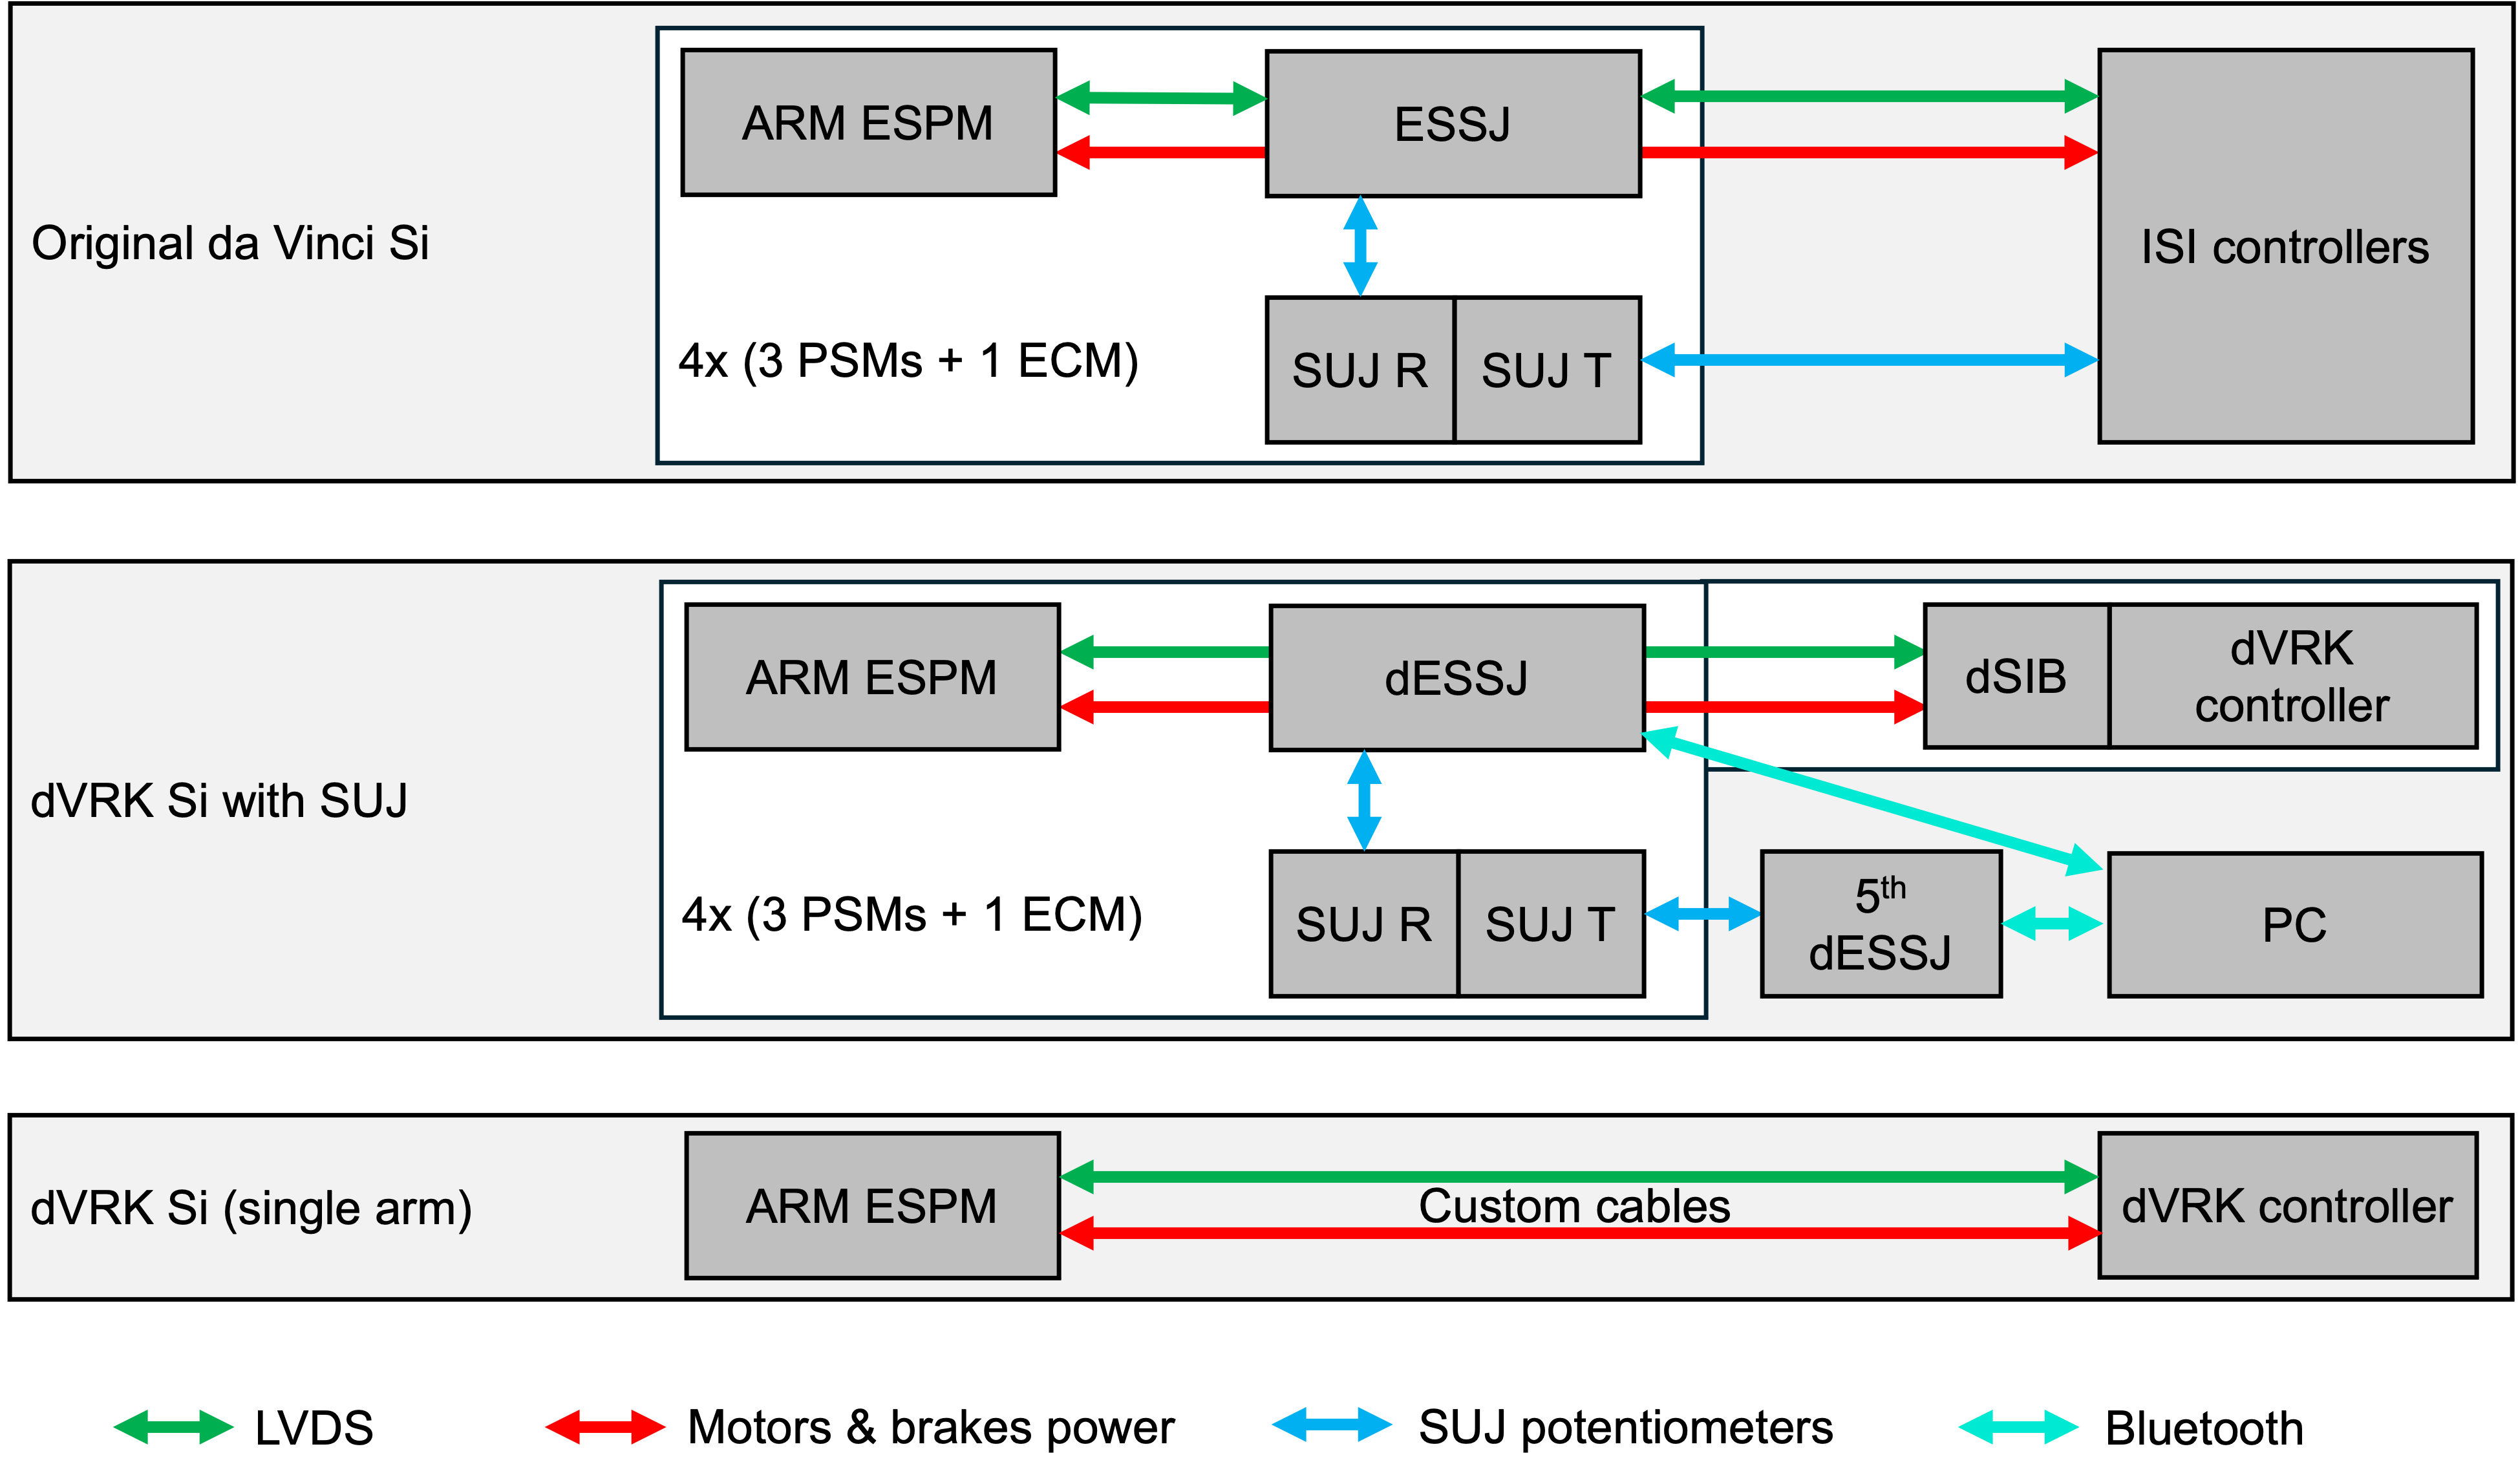 ARM ESPM
ESSJ
Original da Vinci Si
ISI controllers
4x (3 PSMs + 1 ECM)
SUJ R
SUJ T
ARM ESPM
dESSJ
dSIB
dVRK
controller
dVRK Si with SUJ
4x (3 PSMs + 1 ECM)
SUJ R
SUJ T
5th
dESSJ
PC
dVRK Si (single arm)
ARM ESPM
Custom cables
dVRK controller
LVDS
Motors & brakes power
SUJ potentiometers
Bluetooth